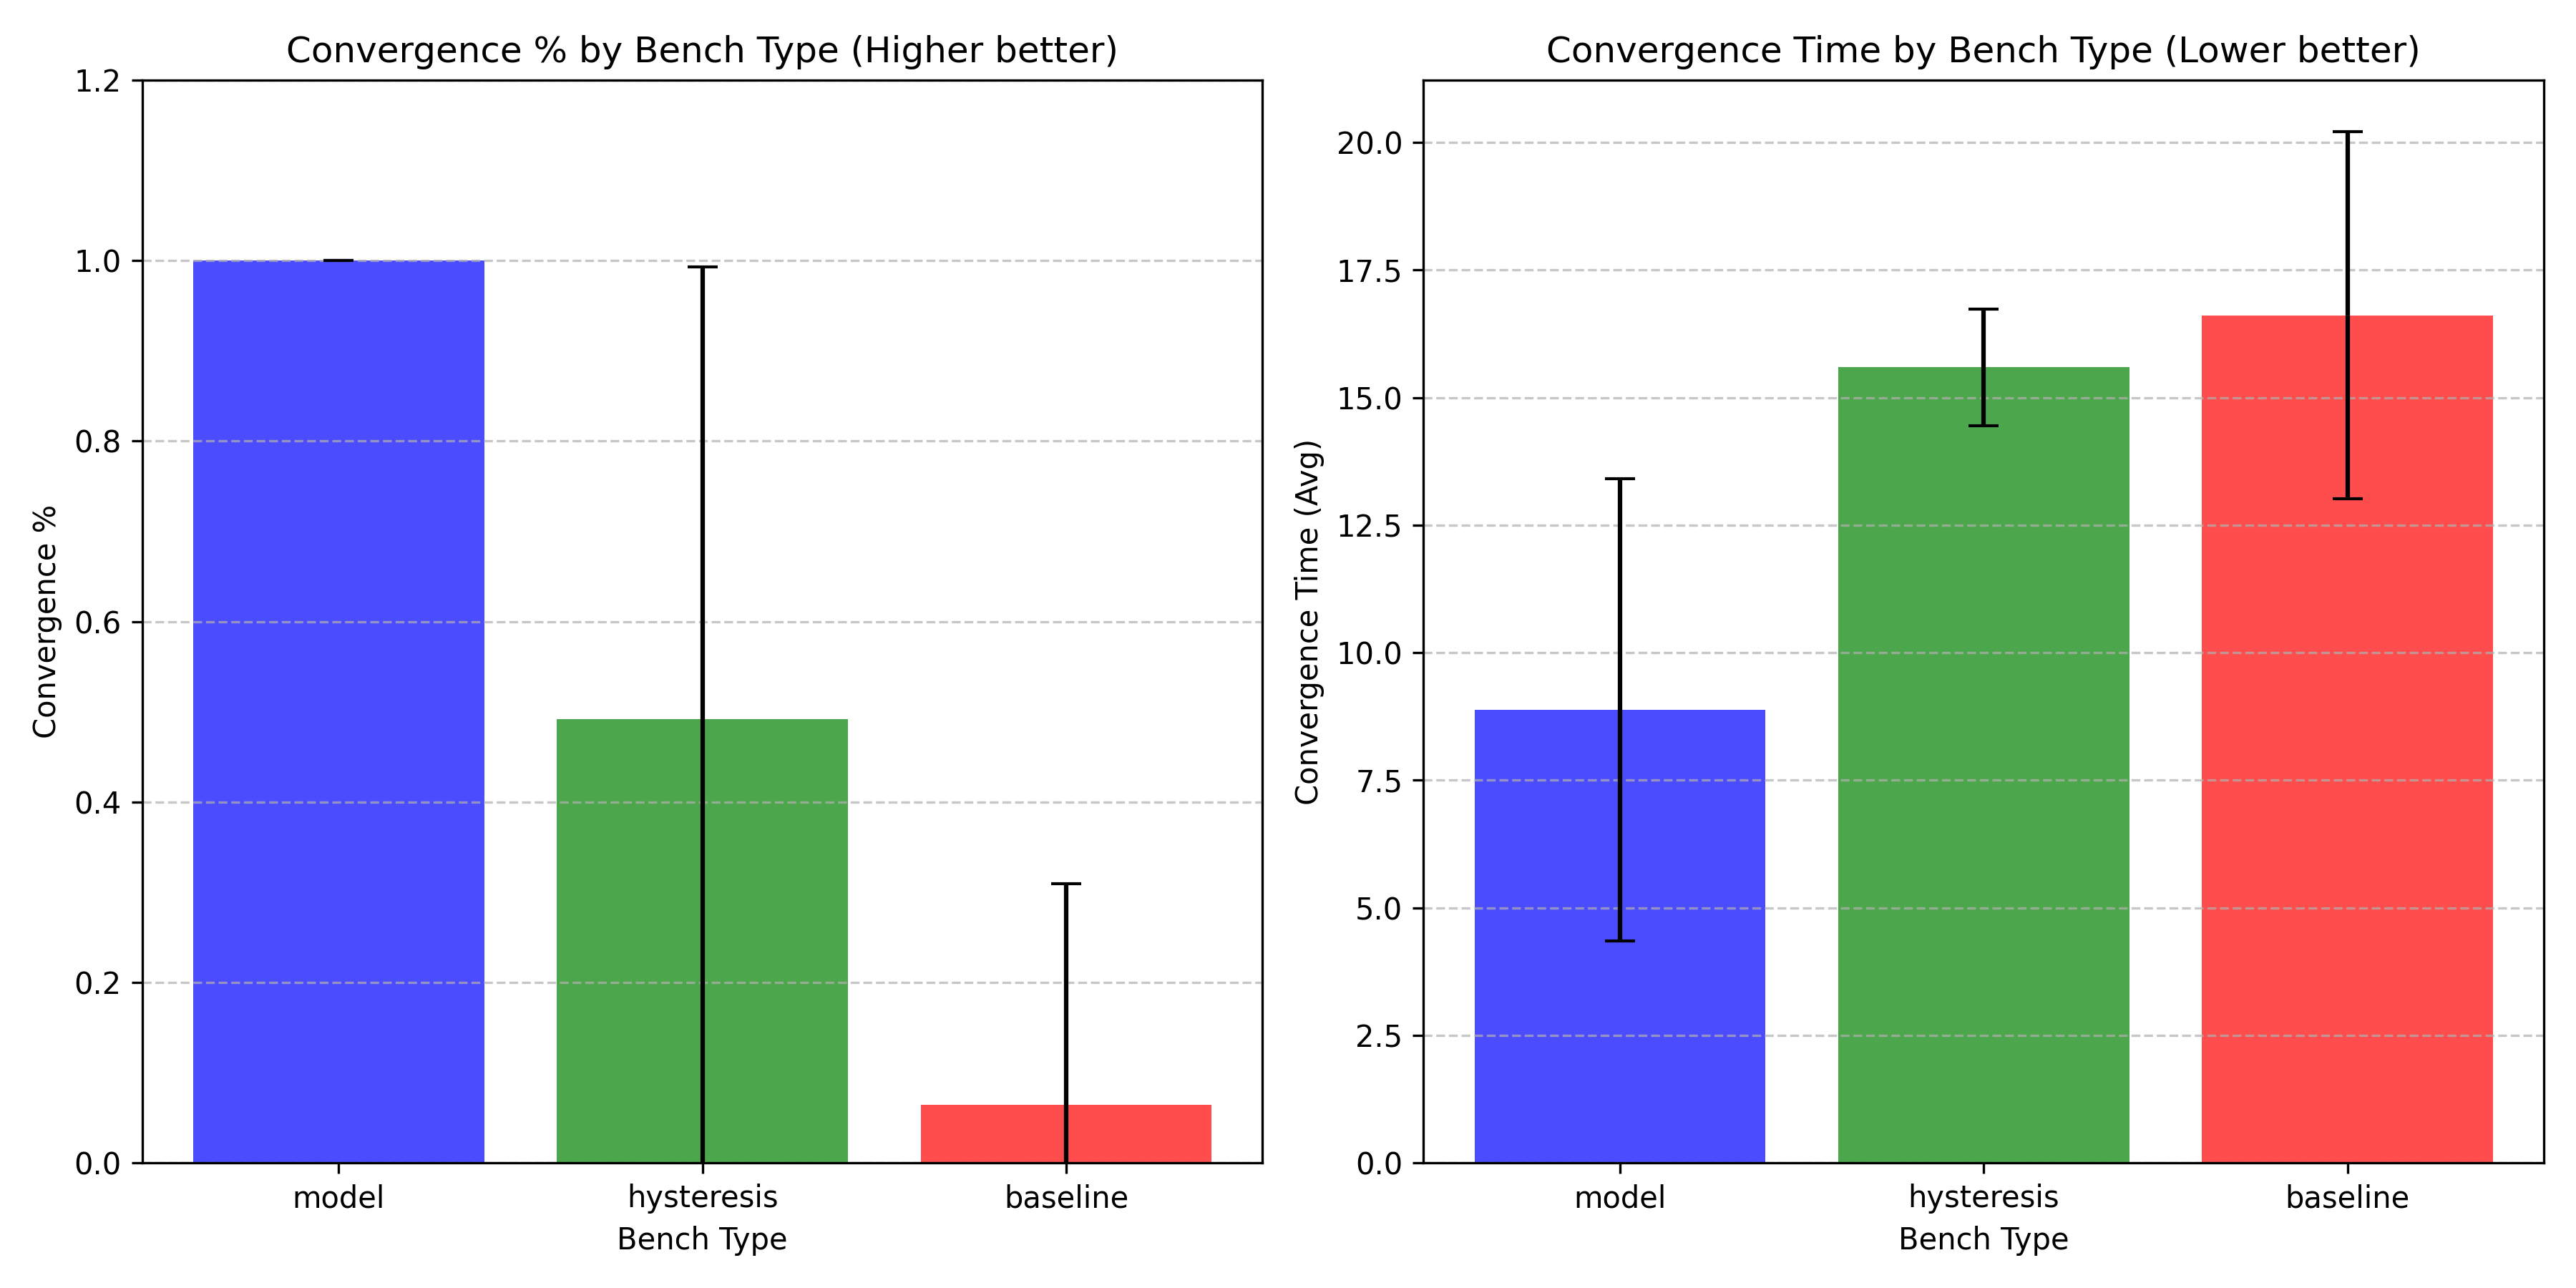 Convergence % by Bench Type (Higher better)
Convergence %
1.2
1.0
0.8
0.6
0.4
0.2
0.0
model
hysteresis
baseline
Bench Type
Convergence Time by Bench Type (Lower better)
Convergence Time (Avg)
20.0
17.5
15.0
12.5
10.0
7.5
5.0
2.5
0.0
model
hysteresis
baseline
Bench Type